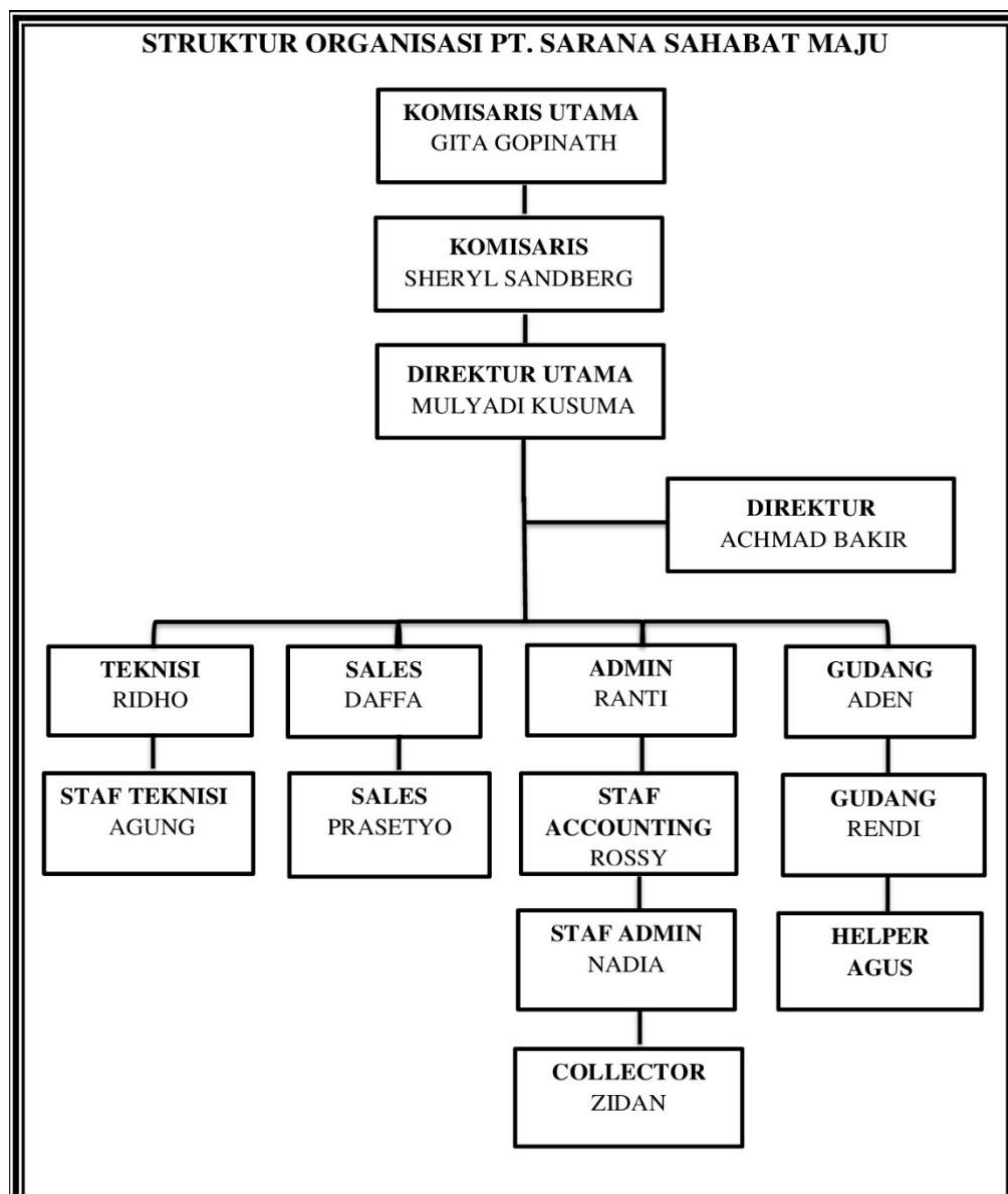 STRUKTUR ORGANISASI PT. SARANA SAHABAT MAJU
KOMISARIS UTAMA
GITA GOPINATH
KOMISARIS
SHERYL SANDBERG
DIREKTUR UTAMA
MULYADI KUSUMA
DIREKTUR
ACHMAD BAKIR
TEKNISI
RIDHO
SALES
DAFFA
ADMIN
RANTI
GUDANG
ADEN
STAF TEKNISI
AGUNG
SALES
PRASETYO
STAF
ACCOUNTING
ROSSY
GUDANG
RENDI
STAF ADMIN
NADIA
HELPER
AGUS
COLLECTOR
ZIDAN